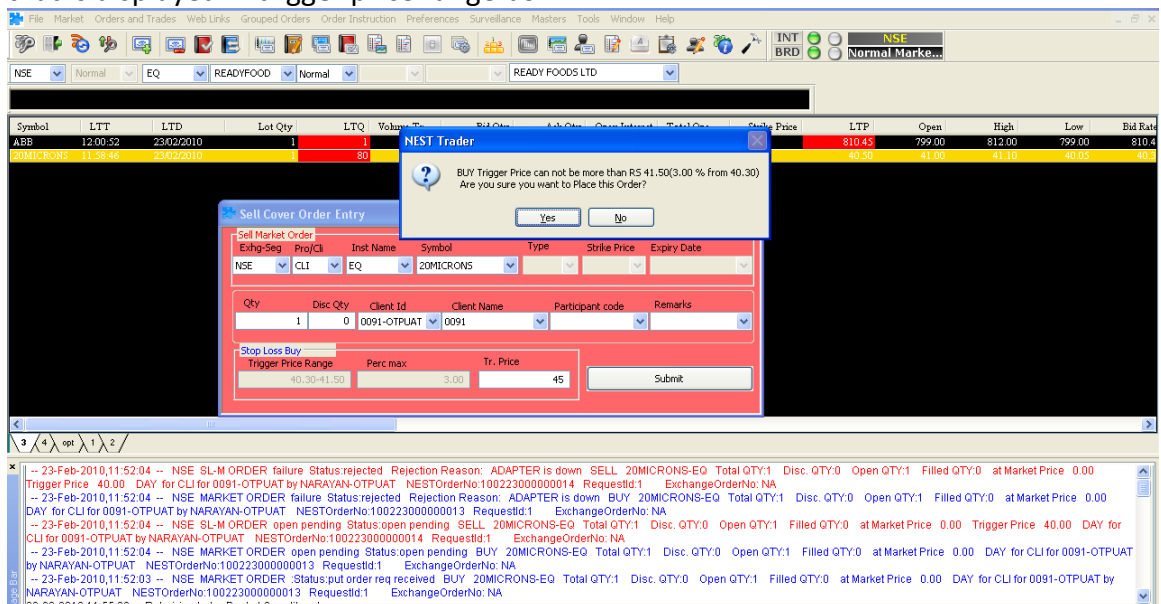 File Market Orders and Trades Web Links Grouped Orders Order Instruction Preferences Surveillance Masters Tools Window Help
INT NSE
BRD Normal Marke...
NSE Normal EQ READYFOOD Normal READY FOODS LTD
Symbol LTT LTD Lot Qty LTQ Strike Price LTP Open High Low Bid Rate
ABB 12:00:52 23/02/2010 1 1 810.45 799.00 812.00 799.00 810.4
20MICRONS 11:58:46 23/02/2010 1 80 40.50 41.00 41.10 40.05 40.5
NEST Trader
BUY Trigger Price can not be more than RS 41.50(3.00 % from 40.30)
Are you sure you want to Place this Order?
Yes No
Sell Cover Order Entry
Sell Market Order
Exhg-Seg Pro/Cli Inst Name Symbol Type Strike Price Expiry Date
NSE CLI EQ 20MICRONS
Qty Disc Qty Client Id Client Name Participant code Remarks
1 0 0091-OTPUAT 0091
Stop Loss Buy
Trigger Price Range Perc max Tr. Price
40.30-41.50 3.00 45 Submit
3 4 opt 1 2
-- 23-Feb-2010,11:52:04 -- NSE SL-M ORDER failure Status:rejected Rejection Reason: ADAPTER is down SELL 20MICRONS-EQ Total QTY:1 Disc. QTY:0 Open QTY:1 Filled QTY:0 at Market Price 0.00
Trigger Price 40.00 DAY for CLI for 0091-OTPUAT by NARAYAN-OTPUAT NESTOrderNo:100223000000014 RequestId:1 ExchangeOrderNo: NA
-- 23-Feb-2010,11:52:04 -- NSE MARKET ORDER failure Status:rejected Rejection Reason: ADAPTER is down BUY 20MICRONS-EQ Total QTY:1 Disc. QTY:0 Open QTY:1 Filled QTY:0 at Market Price 0.00
DAY for CLI for 0091-OTPUAT by NARAYAN-OTPUAT NESTOrderNo:100223000000013 RequestId:1 ExchangeOrderNo: NA
-- 23-Feb-2010,11:52:04 -- NSE SL-M ORDER open pending Status:open pending SELL 20MICRONS-EQ Total QTY:1 Disc. QTY:0 Open QTY:1 Filled QTY:0 at Market Price 0.00 Trigger Price 40.00 DAY for
CLI for 0091-OTPUAT by NARAYAN-OTPUAT NESTOrderNo:100223000000014 RequestId:1 ExchangeOrderNo: NA
-- 23-Feb-2010,11:52:04 -- NSE MARKET ORDER open pending Status:open pending BUY 20MICRONS-EQ Total QTY:1 Disc. QTY:0 Open QTY:1 Filled QTY:0 at Market Price 0.00 DAY for CLI for 0091-OTPUAT
by NARAYAN-OTPUAT NESTOrderNo:100223000000013 RequestId:1 ExchangeOrderNo: NA
-- 23-Feb-2010,11:52:03 -- NSE MARKET ORDER :Status:put order req received BUY 20MICRONS-EQ Total QTY:1 Disc. QTY:0 Open QTY:1 Filled QTY:0 at Market Price 0.00 DAY for CLI for 0091-OTPUAT by
NARAYAN-OTPUAT NESTOrderNo:100223000000013 RequestId:1 ExchangeOrderNo: NA